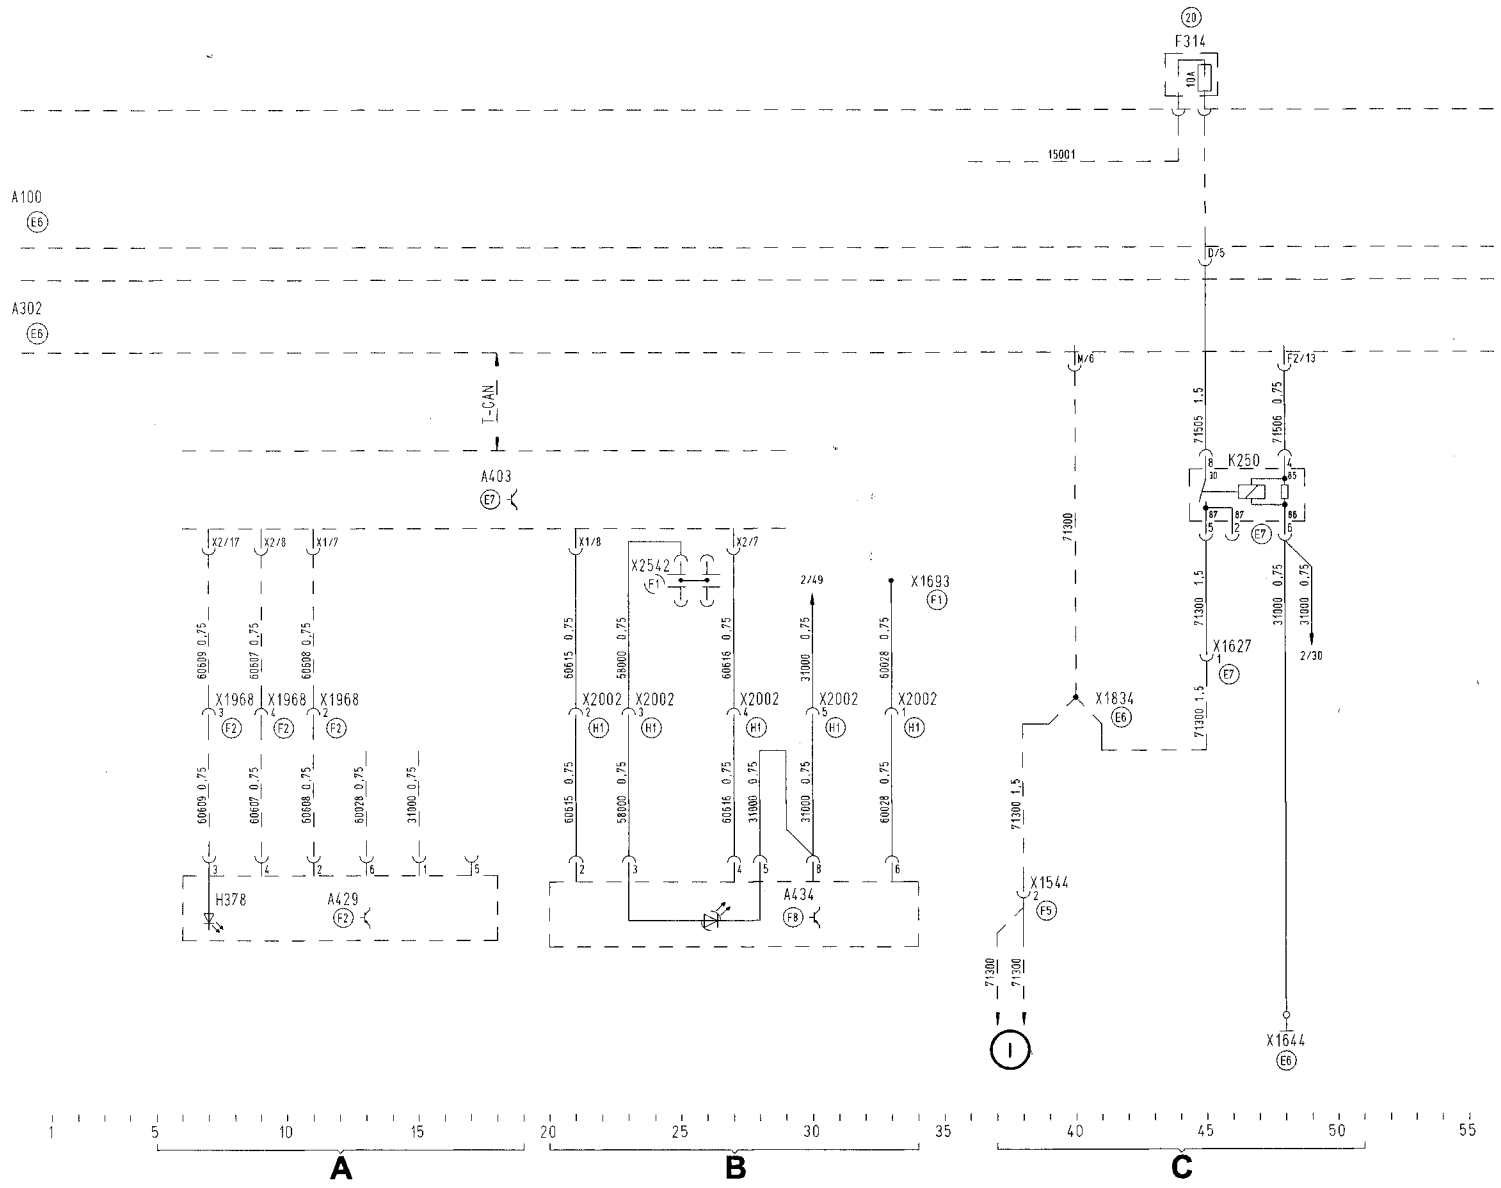 20
F314
10A
15001
A100
E6
D/5
A302
E6
M/6
F2/13
T-CAN
71505 1.5
71506 0.75
A403
E7
8 K250 4
30 85
87 87 86
5 2 E7 6
X2/17 X2/8 X1/7 X1/8 X2/7
X2542
F1
2/49
X1693
F1
71300
60609 0.75
60607 0.75
60608 0.75
60615 0.75
58000 0.75
60616 0.75
31000 0.75
60028 0.75
71300 1.5
31000 0.75
31000 0.75
X1627
1
E7
2/30
X1968 X1968 X1968 X2002 X2002 X2002 X2002 X2002
3 4 2 2 3 4 5 1
F2 F2 F2 H1 H1 H1 H1 H1
X1834
E6
71300 1.5
60609 0.75
60607 0.75
60608 0.75
60028 0.75
31000 0.75
60615 0.75
58000 0.75
60616 0.75
31000 0.75
31000 0.75
60028 0.75
71300 1.5
3 4 2 6 1 5 2 3 4 5 8 6
H378
A429
F2
A434
F8
X1544
2
F5
71300
71300
I
X1644
E6
1 5 10 15 20 25 30 35 40 45 50 55
A B C